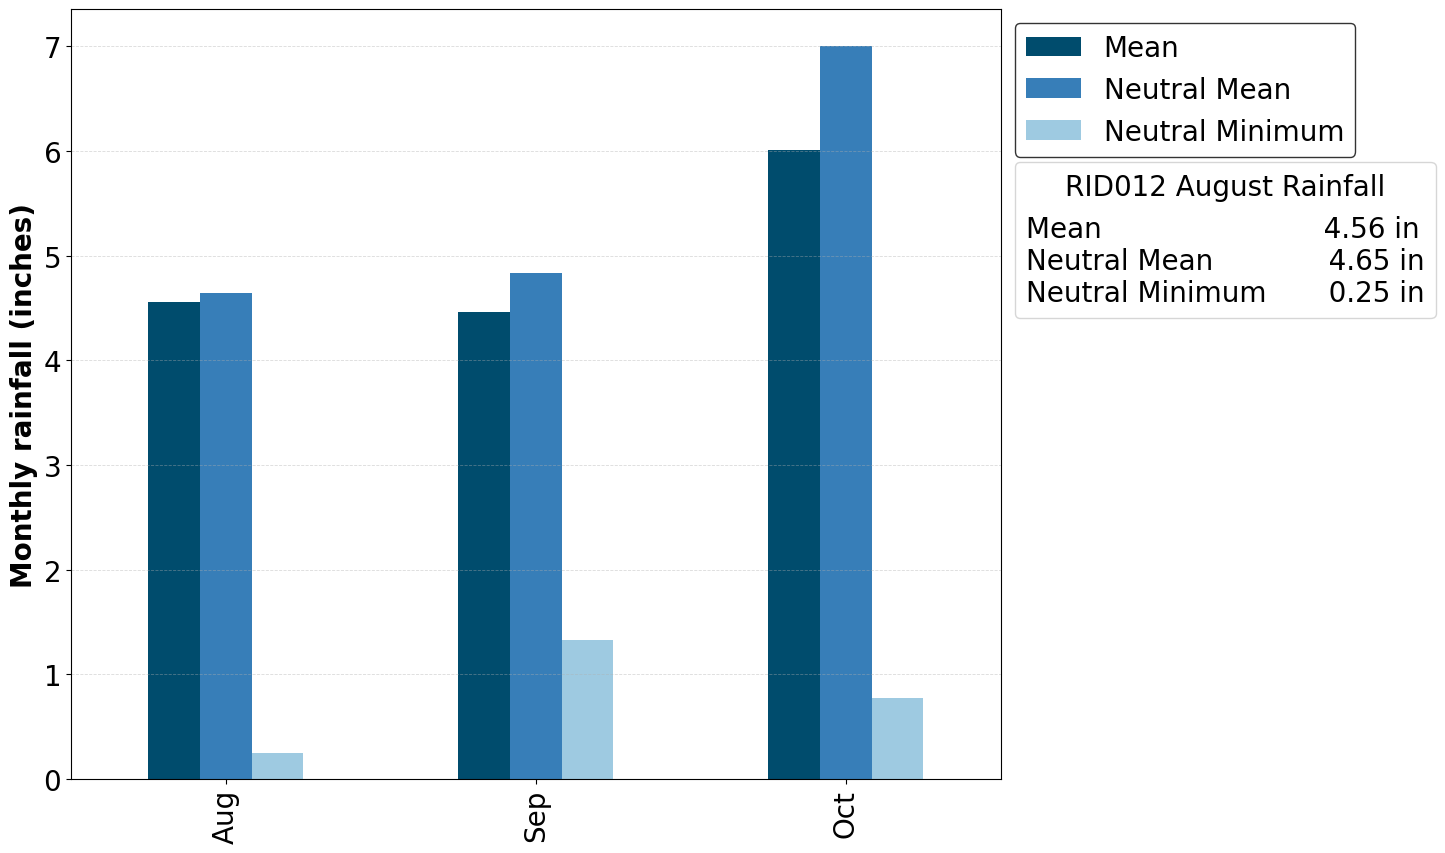 Monthly rainfall (inches)
7
6
5
4
3
2
1
0
Aug
Sep
Oct
Mean
Neutral Mean
Neutral Minimum
RID012 August Rainfall
Mean 4.56 in
Neutral Mean 4.65 in
Neutral Minimum 0.25 in